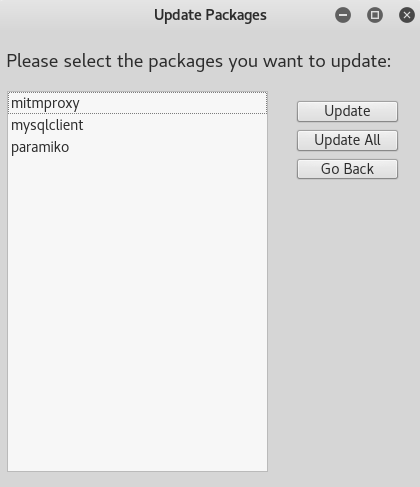 Update Packages
Please select the packages you want to update:
mitmproxy
mysqlclient
paramiko
Update
Update All
Go Back